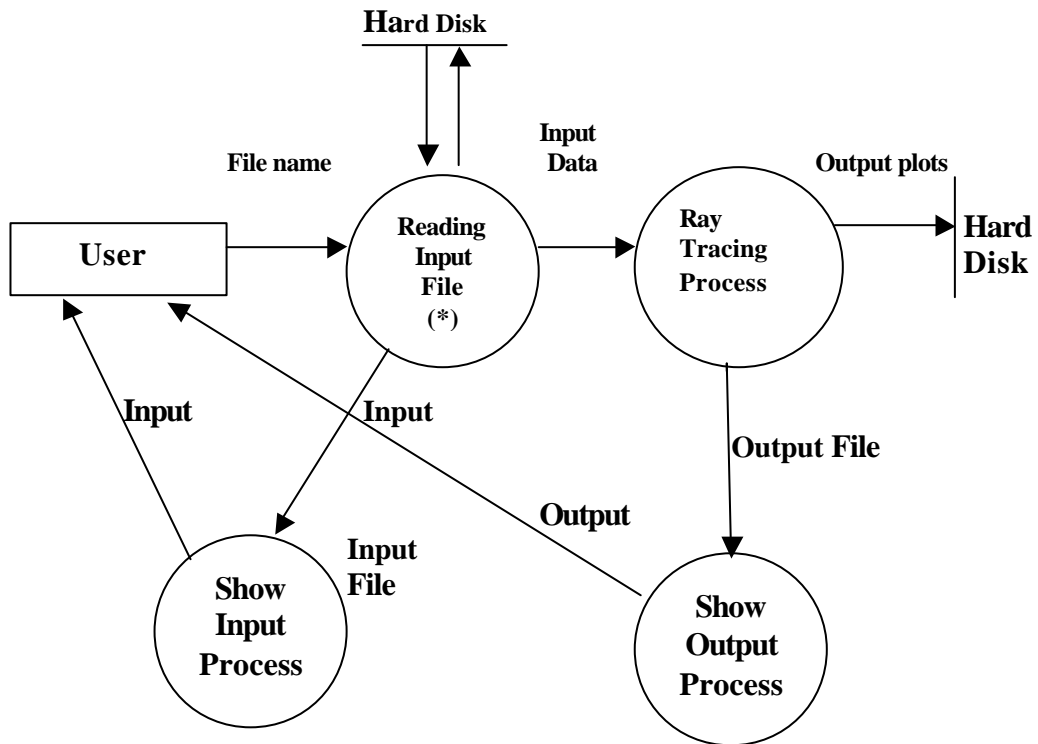 Hard Disk
Input
Data
File name
Output plots
User
Reading
Input
File
(*)
Ray
Tracing
Process
Hard
Disk
Input
Input
Output File
Output
Input
File
Show
Input
Process
Show
Output
Process